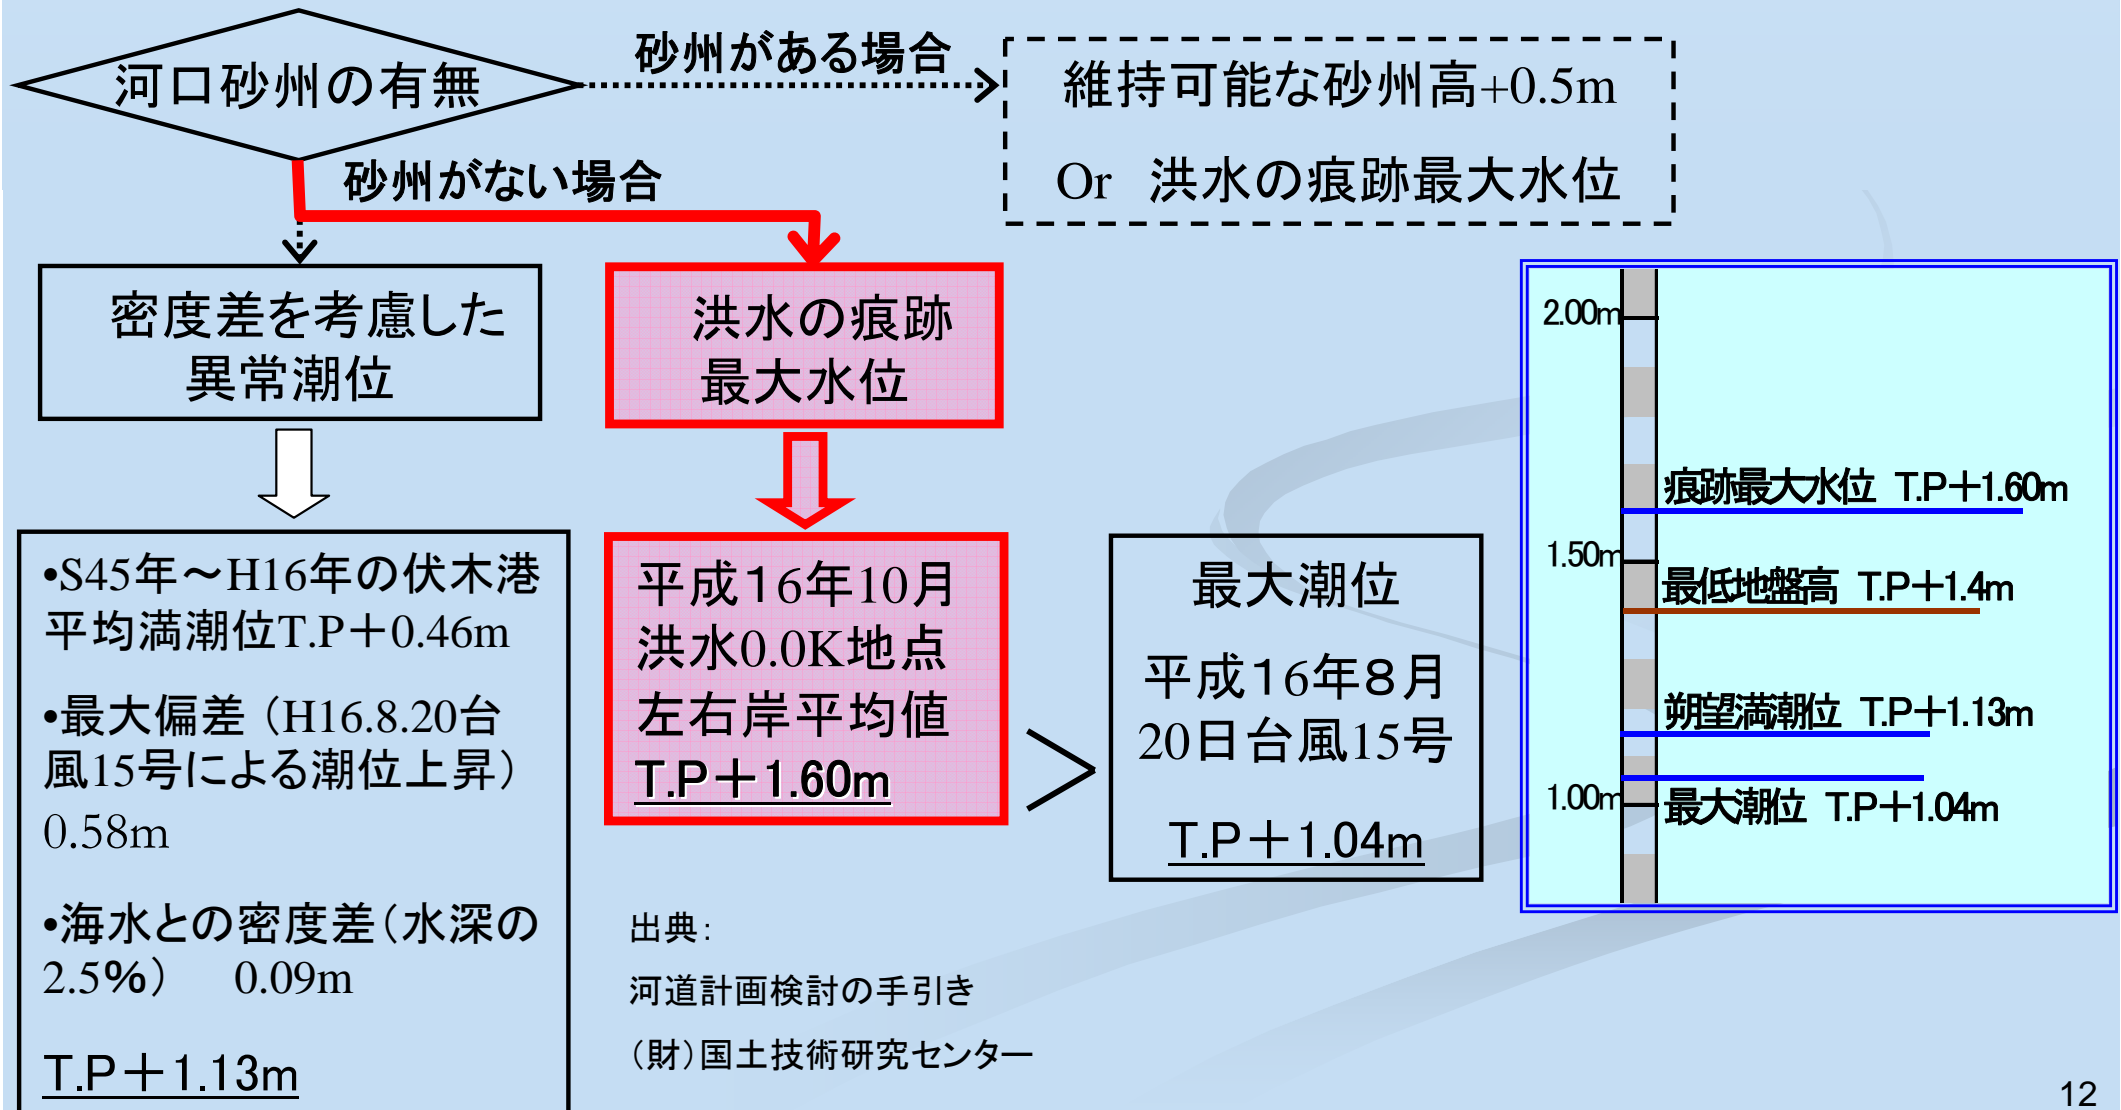 河口砂州の有無
砂州がある場合
維持可能な砂州高+0.5m
Or 洪水の痕跡最大水位
砂州がない場合
密度差を考慮した
異常潮位
洪水の痕跡
最大水位
•S45年～H16年の伏木港
平均満潮位T.P＋0.46m
•最大偏差（H16.8.20台
風15号による潮位上昇）
0.58m
•海水との密度差（水深の
2.5%） 0.09m
T.P＋1.13m
平成16年10月
洪水0.0K地点
左右岸平均値
T.P＋1.60m
＞
最大潮位
平成16年8月
20日台風15号
T.P＋1.04m
2.00m
痕跡最大水位 T.P＋1.60m
1.50m
最低地盤高 T.P＋1.4m
朔望満潮位 T.P＋1.13m
1.00m
最大潮位 T.P＋1.04m
出典：
河道計画検討の手引き
（財）国土技術研究センター
12